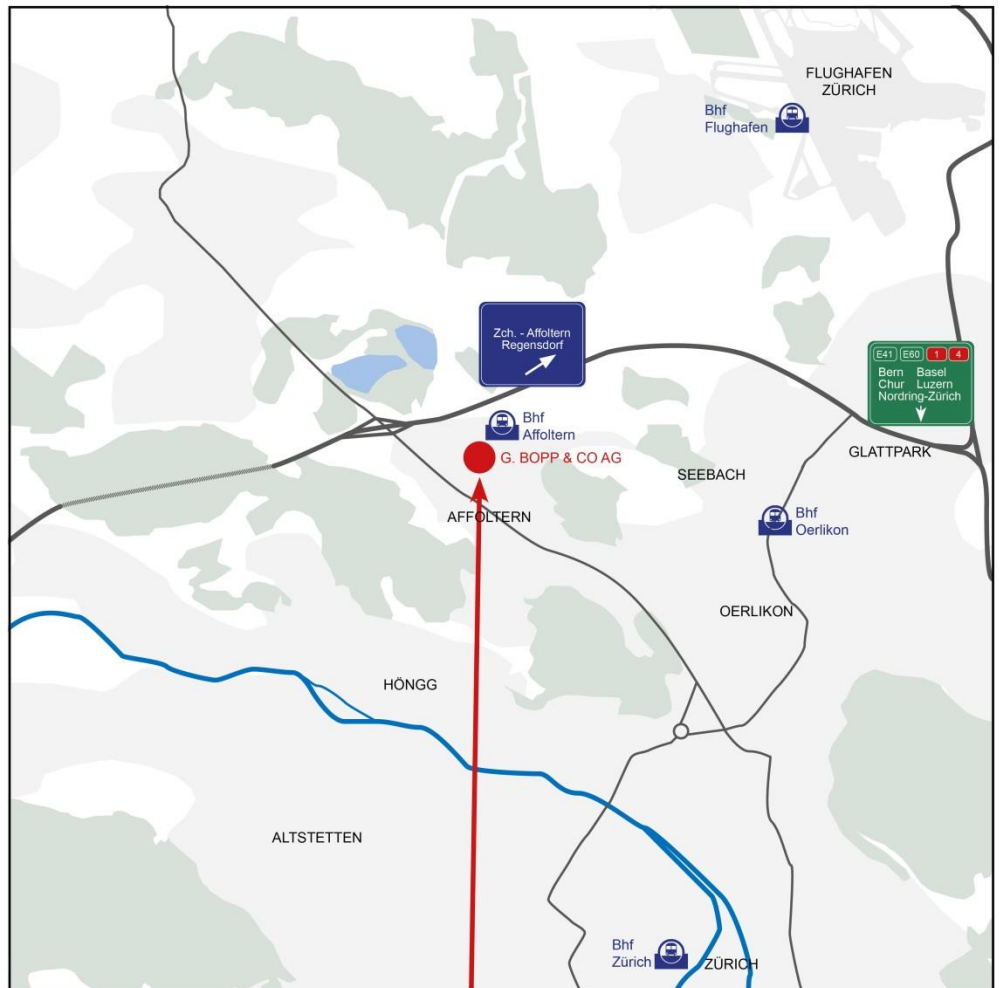 FLUGHAFEN
ZÜRICH
Bhf
Flughafen
Zch. - Affoltern
Regensdorf
E41 E60 1 4
Bern Basel
Chur Luzern
Nordring-Zürich
Bhf
Affoltern
G. BOPP & CO AG
GLATTPARK
SEEBACH
AFFOLTERN
Bhf
Oerlikon
OERLIKON
HÖNGG
ALTSTETTEN
Bhf
Zürich
ZÜRICH